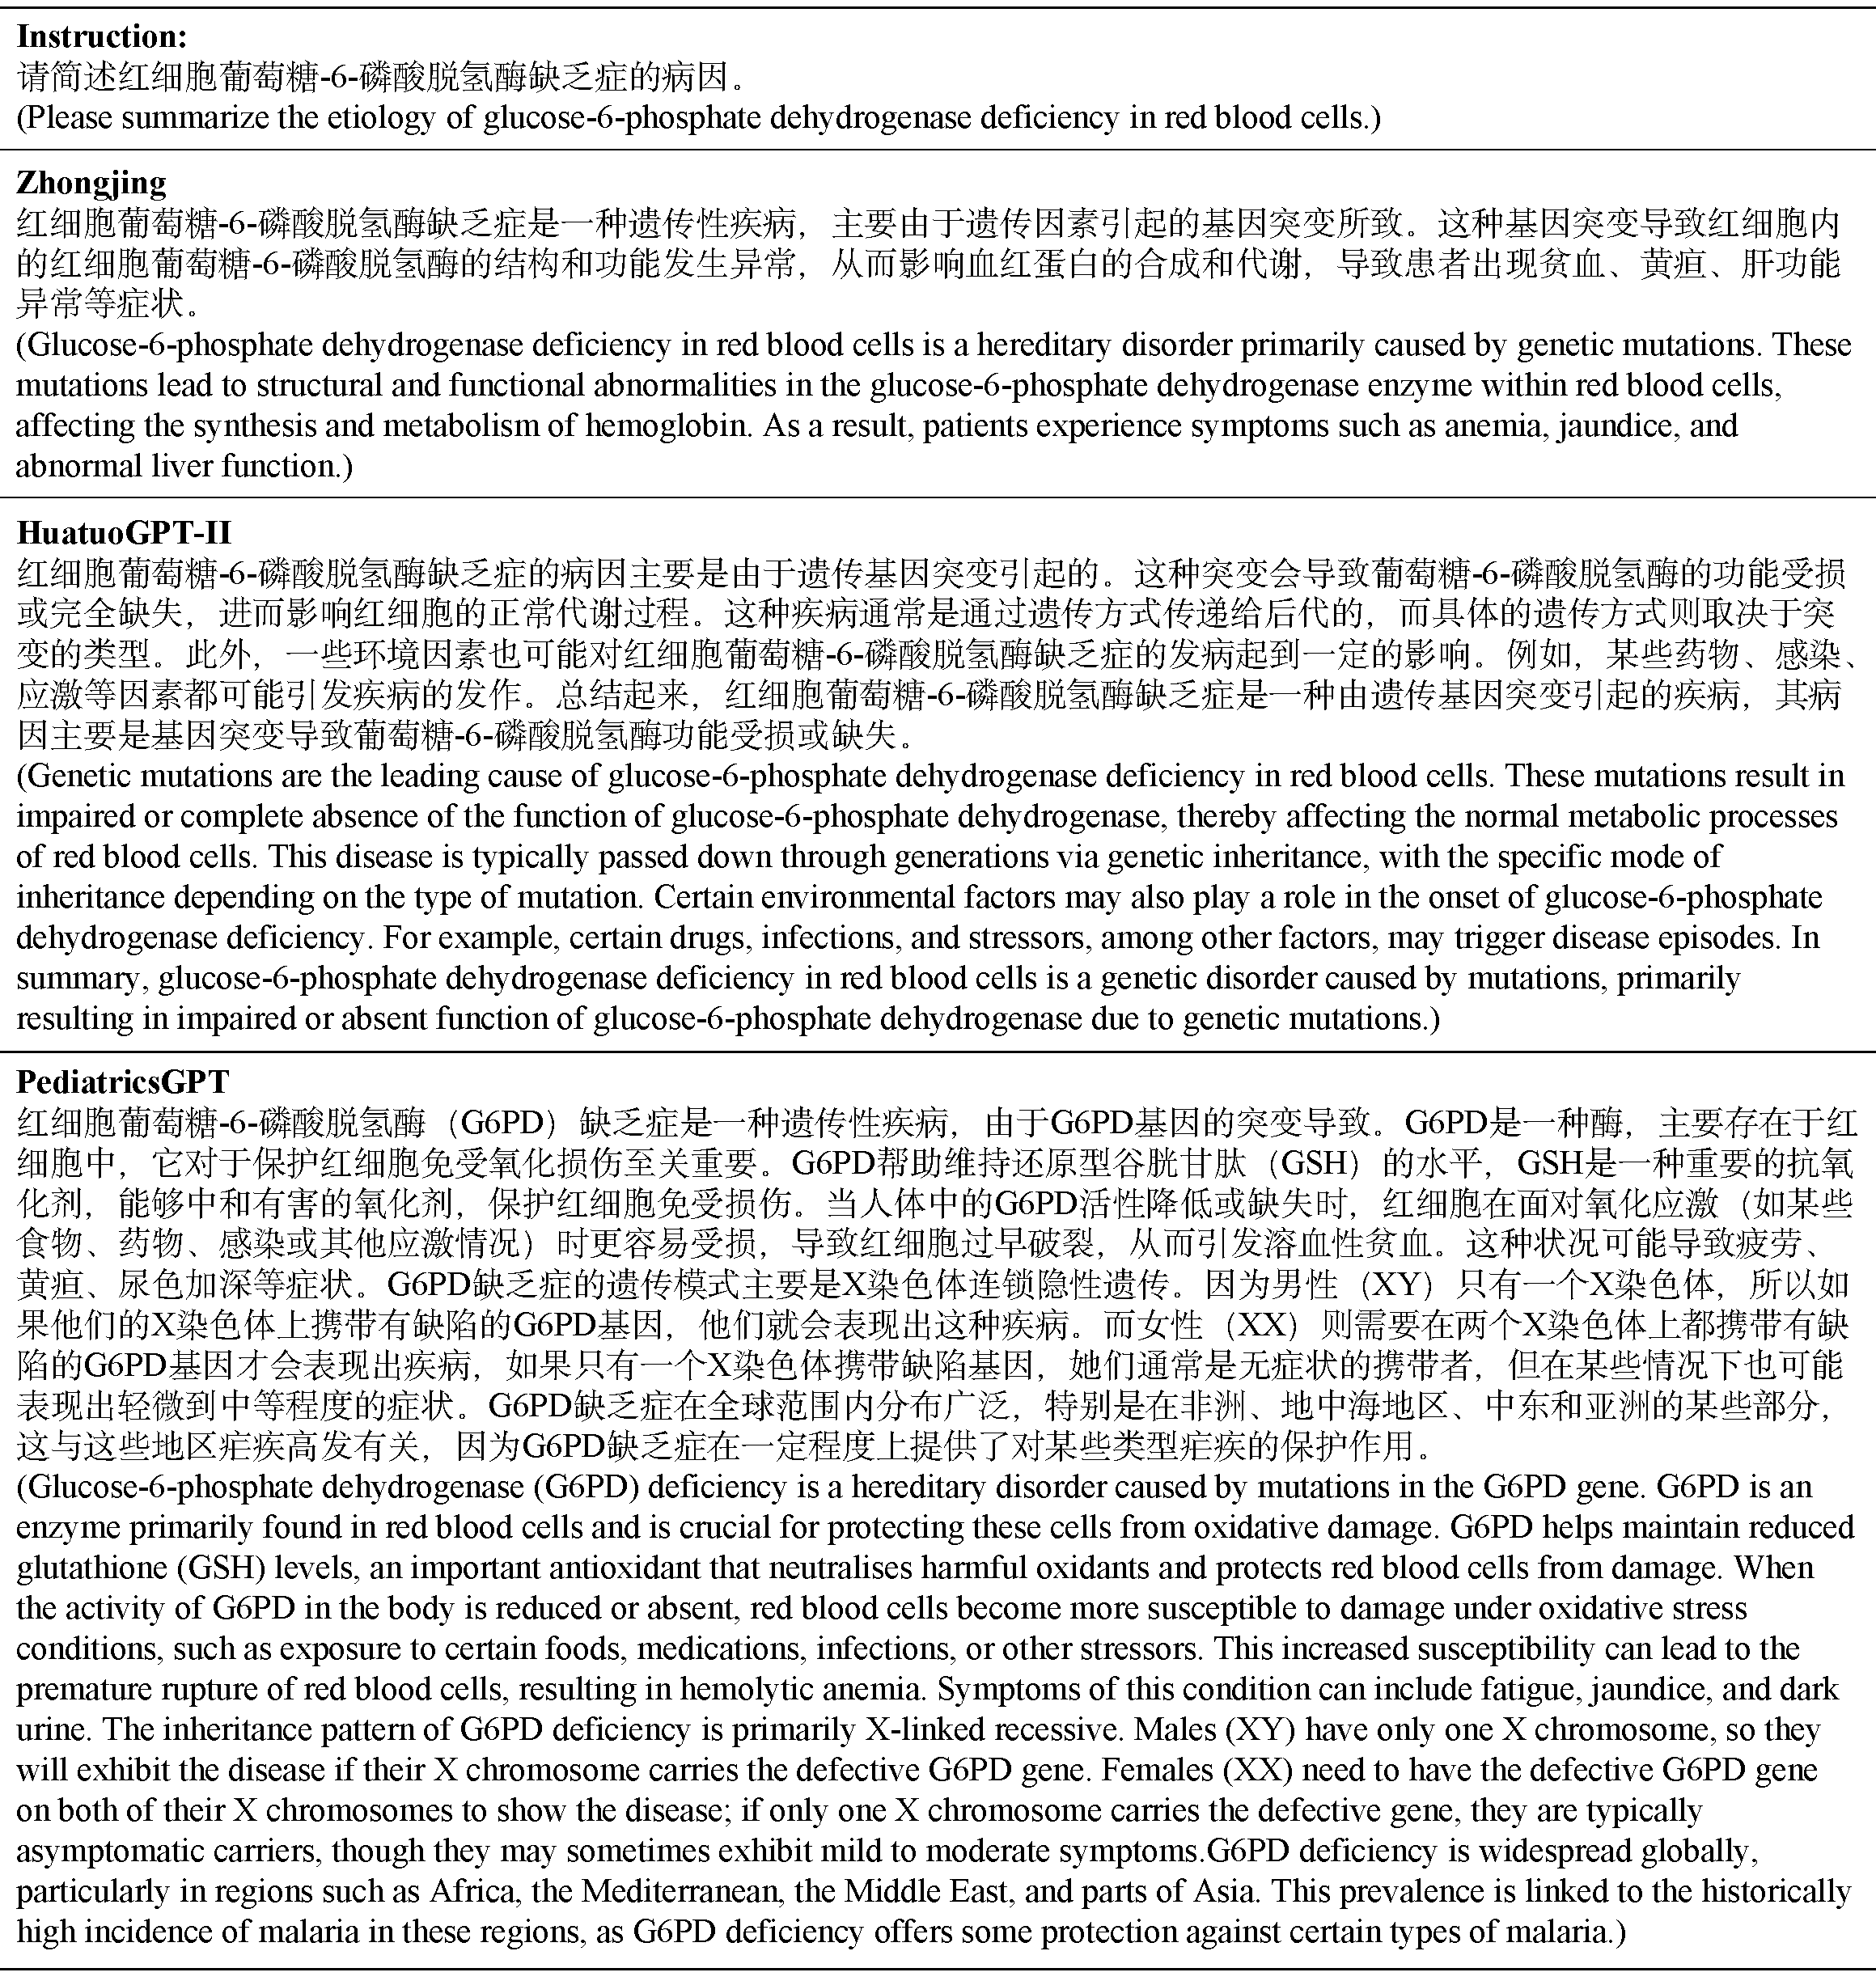 Instruction:
请简述红细胞葡萄糖-6-磷酸脱氢酶缺乏症的病因。
(Please summarize the etiology of glucose-6-phosphate dehydrogenase deficiency in red blood cells.)
Zhongjing
红细胞葡萄糖-6-磷酸脱氢酶缺乏症是一种遗传性疾病，主要由于遗传因素引起的基因突变所致。这种基因突变导致红细胞内
的红细胞葡萄糖-6-磷酸脱氢酶的结构和功能发生异常，从而影响血红蛋白的合成和代谢，导致患者出现贫血、黄疸、肝功能
异常等症状。
(Glucose-6-phosphate dehydrogenase deficiency in red blood cells is a hereditary disorder primarily caused by genetic mutations. These
mutations lead to structural and functional abnormalities in the glucose-6-phosphate dehydrogenase enzyme within red blood cells,
affecting the synthesis and metabolism of hemoglobin. As a result, patients experience symptoms such as anemia, jaundice, and
abnormal liver function.)
HuatuoGPT-II
红细胞葡萄糖-6-磷酸脱氢酶缺乏症的病因主要是由于遗传基因突变引起的。这种突变会导致葡萄糖-6-磷酸脱氢酶的功能受损
或完全缺失，进而影响红细胞的正常代谢过程。这种疾病通常是通过遗传方式传递给后代的，而具体的遗传方式则取决于突
变的类型。此外，一些环境因素也可能对红细胞葡萄糖-6-磷酸脱氢酶缺乏症的发病起到一定的影响。例如，某些药物、感染、
应激等因素都可能引发疾病的发作。总结起来，红细胞葡萄糖-6-磷酸脱氢酶缺乏症是一种由遗传基因突变引起的疾病，其病
因主要是基因突变导致葡萄糖-6-磷酸脱氢酶功能受损或缺失。
(Genetic mutations are the leading cause of glucose-6-phosphate dehydrogenase deficiency in red blood cells. These mutations result in
impaired or complete absence of the function of glucose-6-phosphate dehydrogenase, thereby affecting the normal metabolic processes
of red blood cells. This disease is typically passed down through generations via genetic inheritance, with the specific mode of
inheritance depending on the type of mutation. Certain environmental factors may also play a role in the onset of glucose-6-phosphate
dehydrogenase deficiency. For example, certain drugs, infections, and stressors, among other factors, may trigger disease episodes. In
summary, glucose-6-phosphate dehydrogenase deficiency in red blood cells is a genetic disorder caused by mutations, primarily
resulting in impaired or absent function of glucose-6-phosphate dehydrogenase due to genetic mutations.)
PediatricsGPT
红细胞葡萄糖-6-磷酸脱氢酶（G6PD）缺乏症是一种遗传性疾病，由于G6PD基因的突变导致。G6PD是一种酶，主要存在于红
细胞中，它对于保护红细胞免受氧化损伤至关重要。G6PD帮助维持还原型谷胱甘肽（GSH）的水平，GSH是一种重要的抗氧
化剂，能够中和有害的氧化剂，保护红细胞免受损伤。当人体中的G6PD活性降低或缺失时，红细胞在面对氧化应激（如某些
食物、药物、感染或其他应激情况）时更容易受损，导致红细胞过早破裂，从而引发溶血性贫血。这种状况可能导致疲劳、
黄疸、尿色加深等症状。G6PD缺乏症的遗传模式主要是X染色体连锁隐性遗传。因为男性（XY）只有一个X染色体，所以如
果他们的X染色体上携带有缺陷的G6PD基因，他们就会表现出这种疾病。而女性（XX）则需要在两个X染色体上都携带有缺
陷的G6PD基因才会表现出疾病，如果只有一个X染色体携带缺陷基因，她们通常是无症状的携带者，但在某些情况下也可能
表现出轻微到中等程度的症状。G6PD缺乏症在全球范围内分布广泛，特别是在非洲、地中海地区、中东和亚洲的某些部分，
这与这些地区疟疾高发有关，因为G6PD缺乏症在一定程度上提供了对某些类型疟疾的保护作用。
(Glucose-6-phosphate dehydrogenase (G6PD) deficiency is a hereditary disorder caused by mutations in the G6PD gene. G6PD is an
enzyme primarily found in red blood cells and is crucial for protecting these cells from oxidative damage. G6PD helps maintain reduced
glutathione (GSH) levels, an important antioxidant that neutralises harmful oxidants and protects red blood cells from damage. When
the activity of G6PD in the body is reduced or absent, red blood cells become more susceptible to damage under oxidative stress
conditions, such as exposure to certain foods, medications, infections, or other stressors. This increased susceptibility can lead to the
premature rupture of red blood cells, resulting in hemolytic anemia. Symptoms of this condition can include fatigue, jaundice, and dark
urine. The inheritance pattern of G6PD deficiency is primarily X-linked recessive. Males (XY) have only one X chromosome, so they
will exhibit the disease if their X chromosome carries the defective G6PD gene. Females (XX) need to have the defective G6PD gene
on both of their X chromosomes to show the disease; if only one X chromosome carries the defective gene, they are typically
asymptomatic carriers, though they may sometimes exhibit mild to moderate symptoms.G6PD deficiency is widespread globally,
particularly in regions such as Africa, the Mediterranean, the Middle East, and parts of Asia. This prevalence is linked to the historically
high incidence of malaria in these regions, as G6PD deficiency offers some protection against certain types of malaria.)